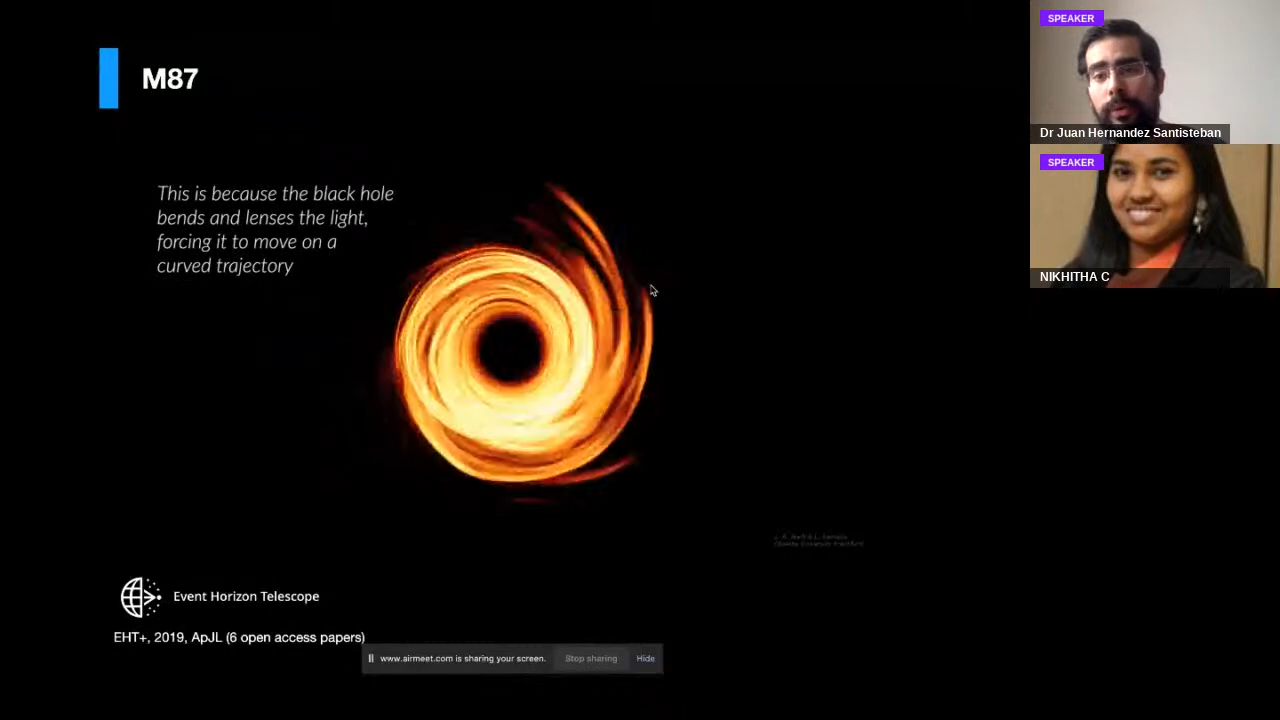 M87
This is because the black hole
bends and lenses the light,
forcing it to move on a
curved trajectory
Event Horizon Telescope
EHT+, 2019, ApJL (6 open access papers)
www.airmeet.com is sharing your screen.
Stop sharing
Hide
SPEAKER
Dr Juan Hernandez Santisteban
SPEAKER
NIKHITHA C